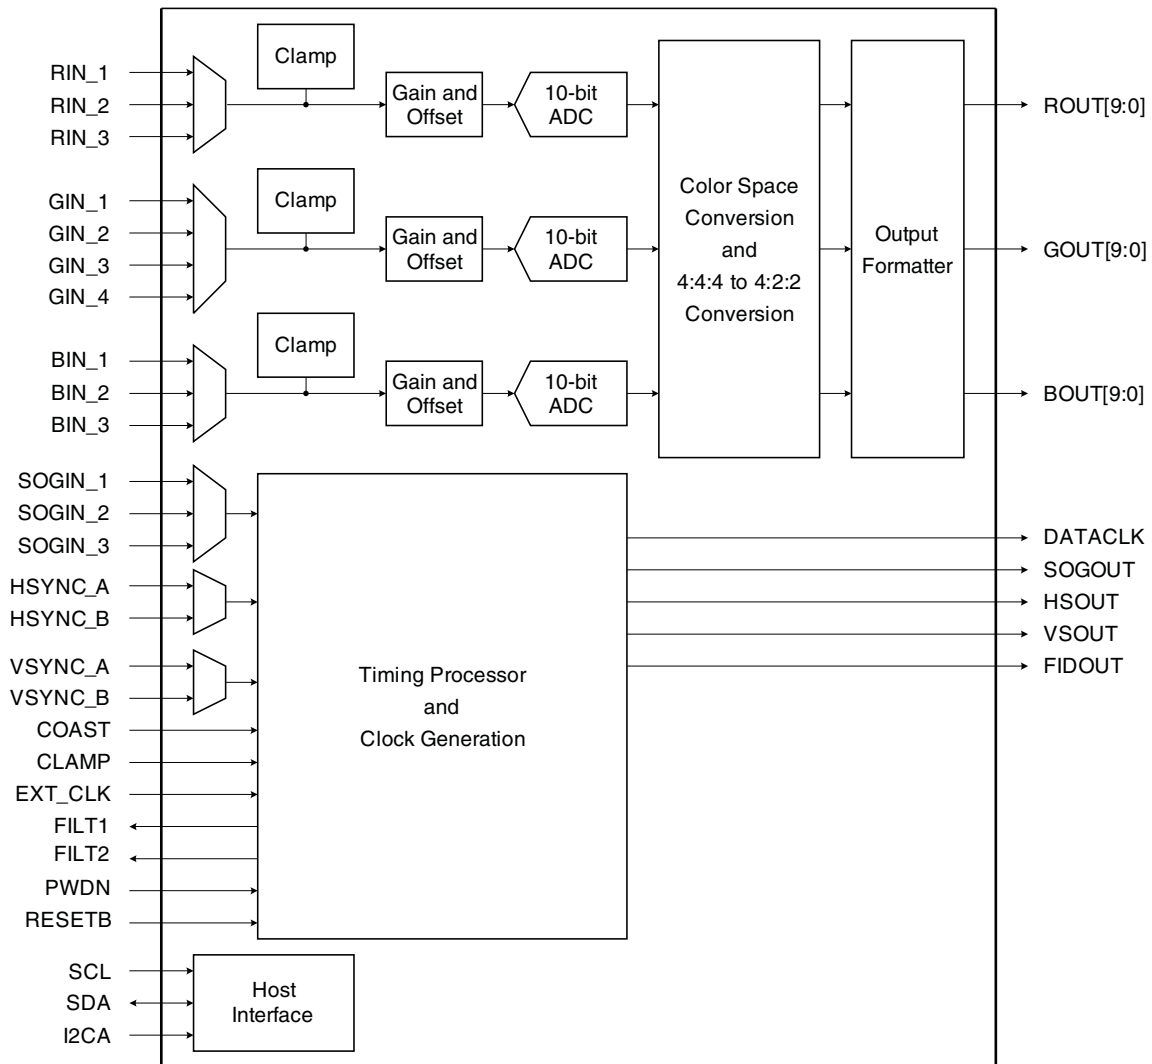 RIN_1
RIN_2
RIN_3
Clamp
Gain and
Offset
10-bit
ADC
GIN_1
GIN_2
GIN_3
GIN_4
Clamp
Gain and
Offset
10-bit
ADC
BIN_1
BIN_2
BIN_3
Clamp
Gain and
Offset
10-bit
ADC
Color Space
Conversion
and
4:4:4 to 4:2:2
Conversion
Output
Formatter
ROUT[9:0]
GOUT[9:0]
BOUT[9:0]
SOGIN_1
SOGIN_2
SOGIN_3
HSYNC_A
HSYNC_B
VSYNC_A
VSYNC_B
COAST
CLAMP
EXT_CLK
FILT1
FILT2
PWDN
RESETB
Timing Processor
and
Clock Generation
DATACLK
SOGOUT
HSOUT
VSOUT
FIDOUT
SCL
SDA
I2CA
Host
Interface